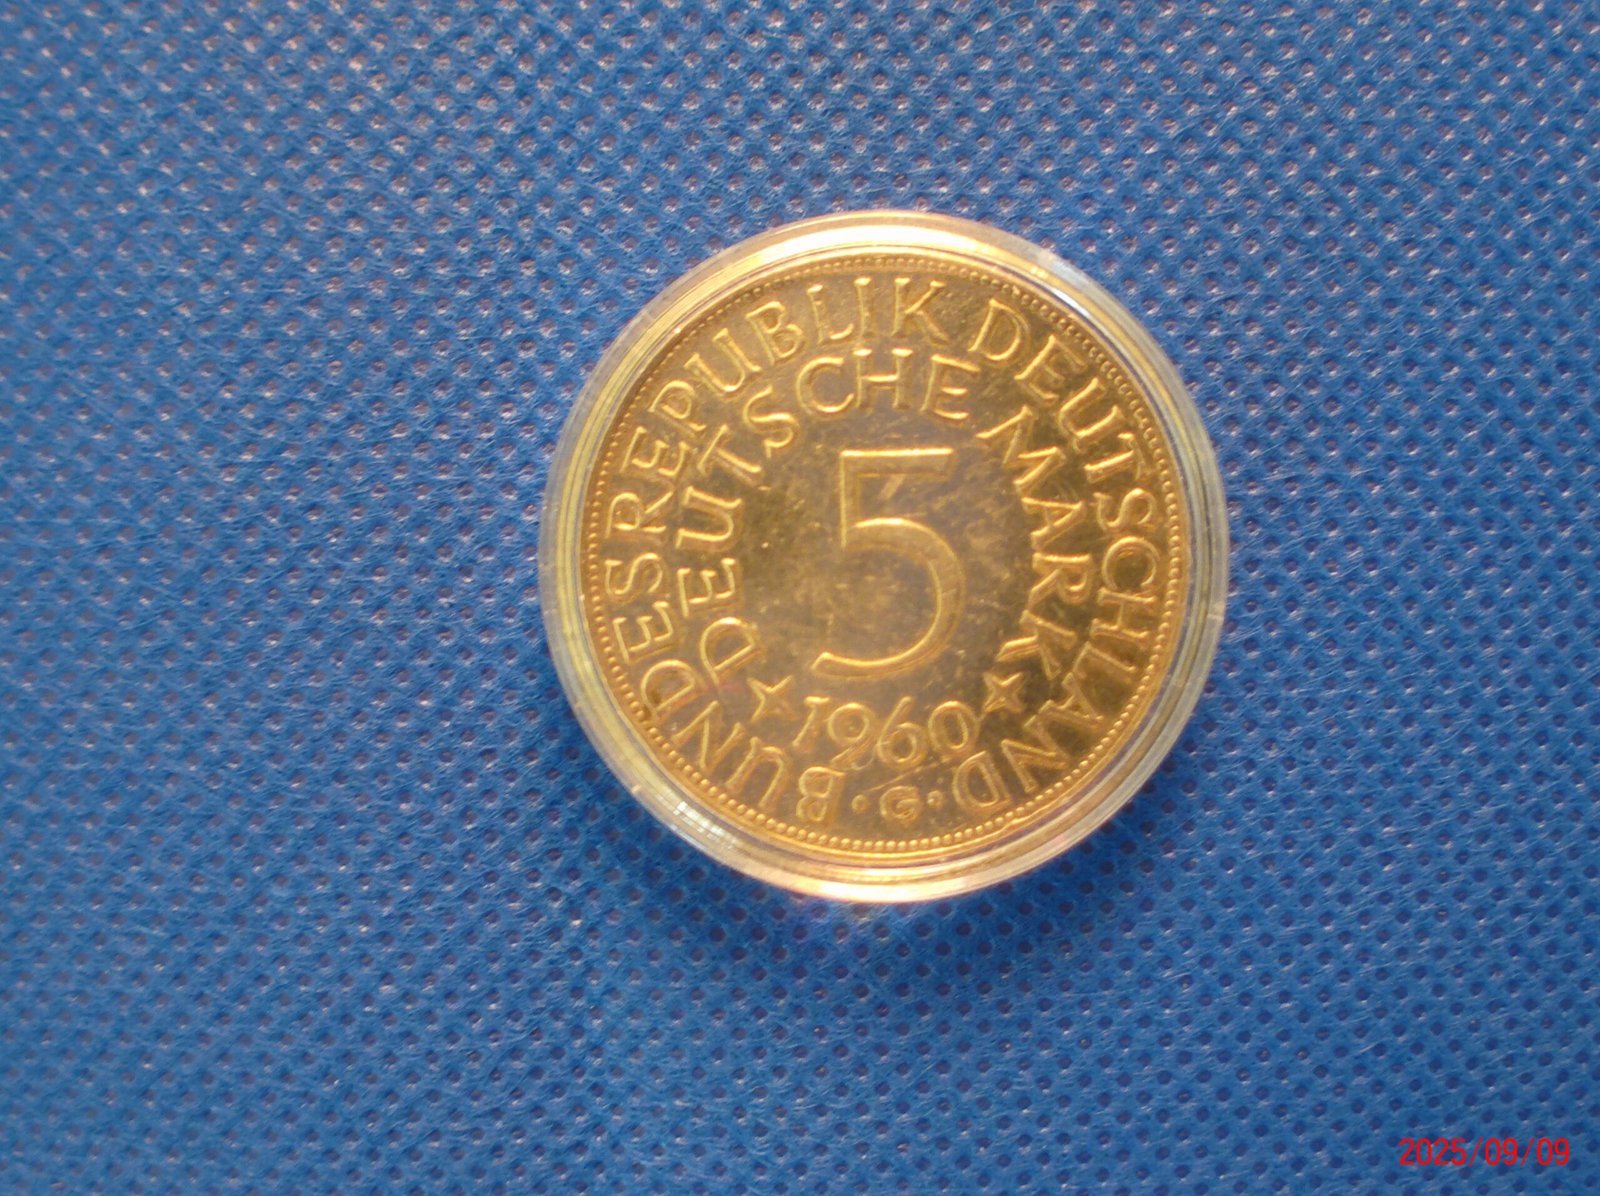 BUNDESREPUBLIK DEUTSCHLAND
DEUTSCHE MARK
5
1960
·G·
2025/09/09